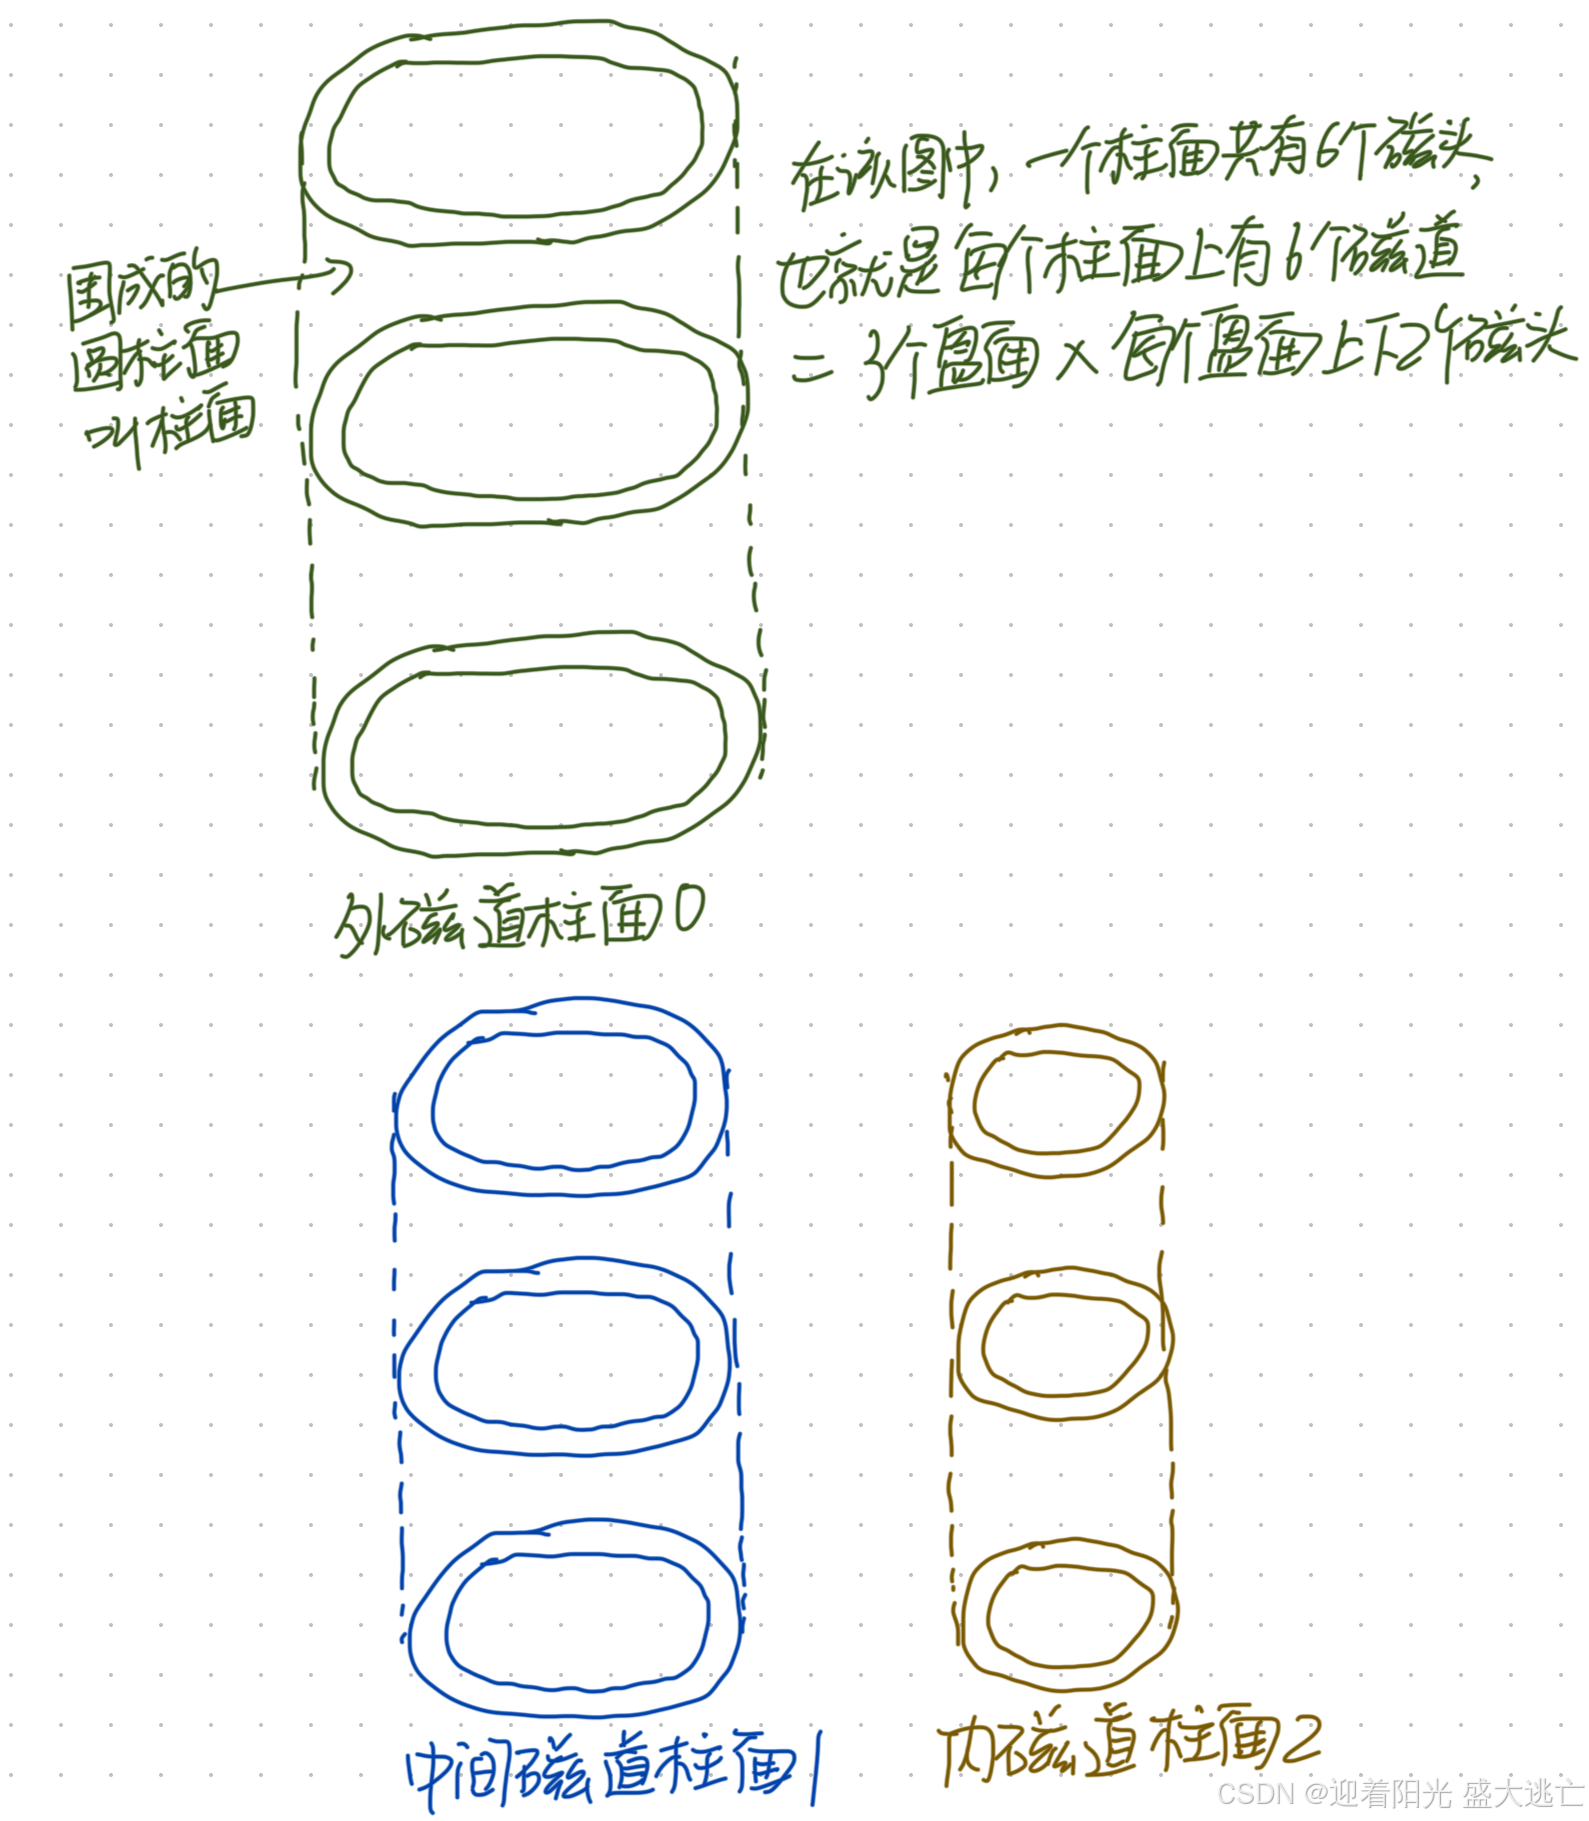 在该图中，一个柱面共有6个磁头，
也就是每个柱面上有6个磁道
=3个盘面×每个盘面上下2个磁头
围成的
圆柱面
叫柱面
外磁道柱面0
中间磁道柱面1
内磁道柱面2
CSDN @迎着阳光 盛大逃亡